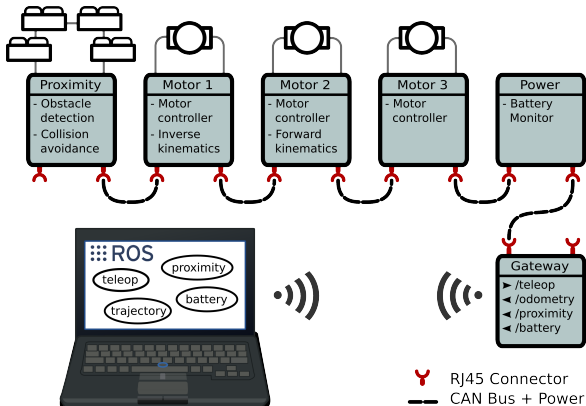 Proximity
- Obstacle
detection
- Collision
avoidance
Motor 1
- Motor
controller
- Inverse
kinematics
Motor 2
- Motor
controller
- Forward
kinematics
Motor 3
- Motor
controller
Power
- Battery
Monitor
ROS
teleop
proximity
trajectory
battery
Gateway
► /teleop
◄ /odometry
◄ /proximity
◄ /battery
RJ45 Connector
CAN Bus + Power